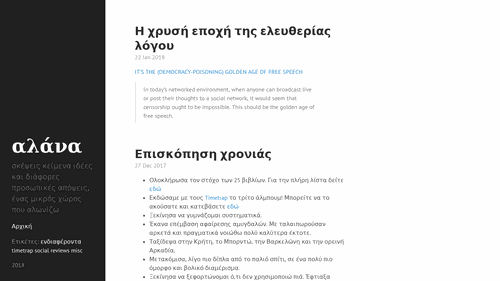 αλάνα
σκέψεις κείμενα ιδέες
και διάφορες
προσωπικές απόψεις,
ένας μικρός χώρος
που αλωνίζω.
Αρχική
Ετικέτες: ενδιαφέροντα
timetrap social reviews misc
2018
Η χρυσή εποχή της ελευθερίας
λόγου
22 Jan 2018
IT'S THE (DEMOCRACY-POISONING) GOLDEN AGE OF FREE SPEECH
In today's networked environment, when anyone can broadcast live
or post their thoughts to a social network, it would seem that
censorship ought to be impossible. This should be the golden age of
free speech.
Επισκόπηση χρονιάς
27 Dec 2017
Ολοκλήρωσα τον στόχο των 25 βιβλίων. Για την πλήρη λίστα δείτε
εδώ
Εκδώσαμε με τους Timetrap το τρίτο άλμπουμ! Μπορείτε να το
ακούσατε και κατεβάσετε εδώ
Ξεκίνησα να γυμνάζομαι συστηματικά.
Έκανα επέμβαση αφαίρεσης αμυγδαλών. Με ταλαιπωρούσαν
αρκετά και πραγματικά νοιώθω πολύ καλύτερα έκτοτε.
Ταξίδεψα στην Κρήτη, το Μπορντό, την Βαρκελώνη και την ορεινή
Αρκαδία.
Μετακόμισα, λίγο πιο δίπλα από το παλιό σπίτι, σε ένα πολύ πιο
όμορφο και βολικό διαμέρισμα.
Ξεκίνησα να ξεφορτώνομαι ό,τι δεν χρησιμοποιώ πιά. Έφτιαξα